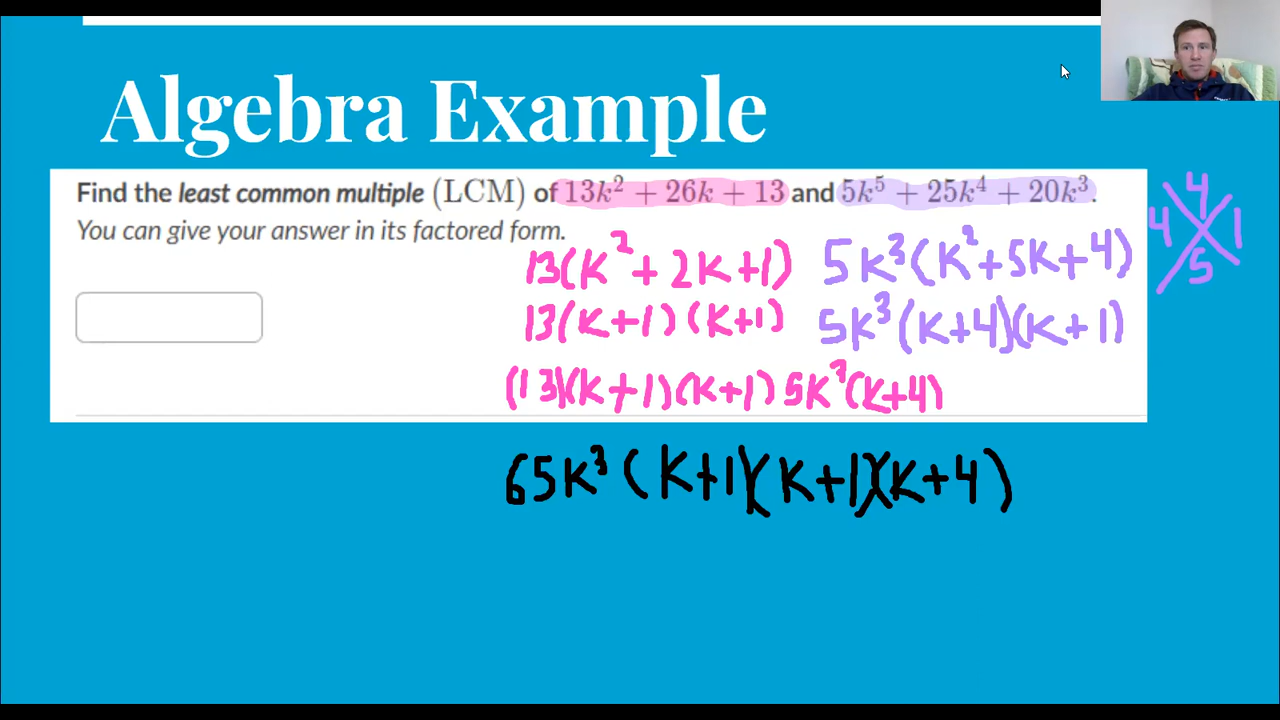 Algebra Example
Find the least common multiple (LCM) of 13k² + 26k + 13 and 5k⁵ + 25k⁴ + 20k³.
You can give your answer in its factored form.
13(k²+2k+1) 5k³(k²+5k+4)
13(k+1)(k+1) 5k³(k+4)(k+1)
(13)(k+1)(k+1)5k³(k+4)
65k³(k+1)(k+1)(k+4)
4
4 1
5